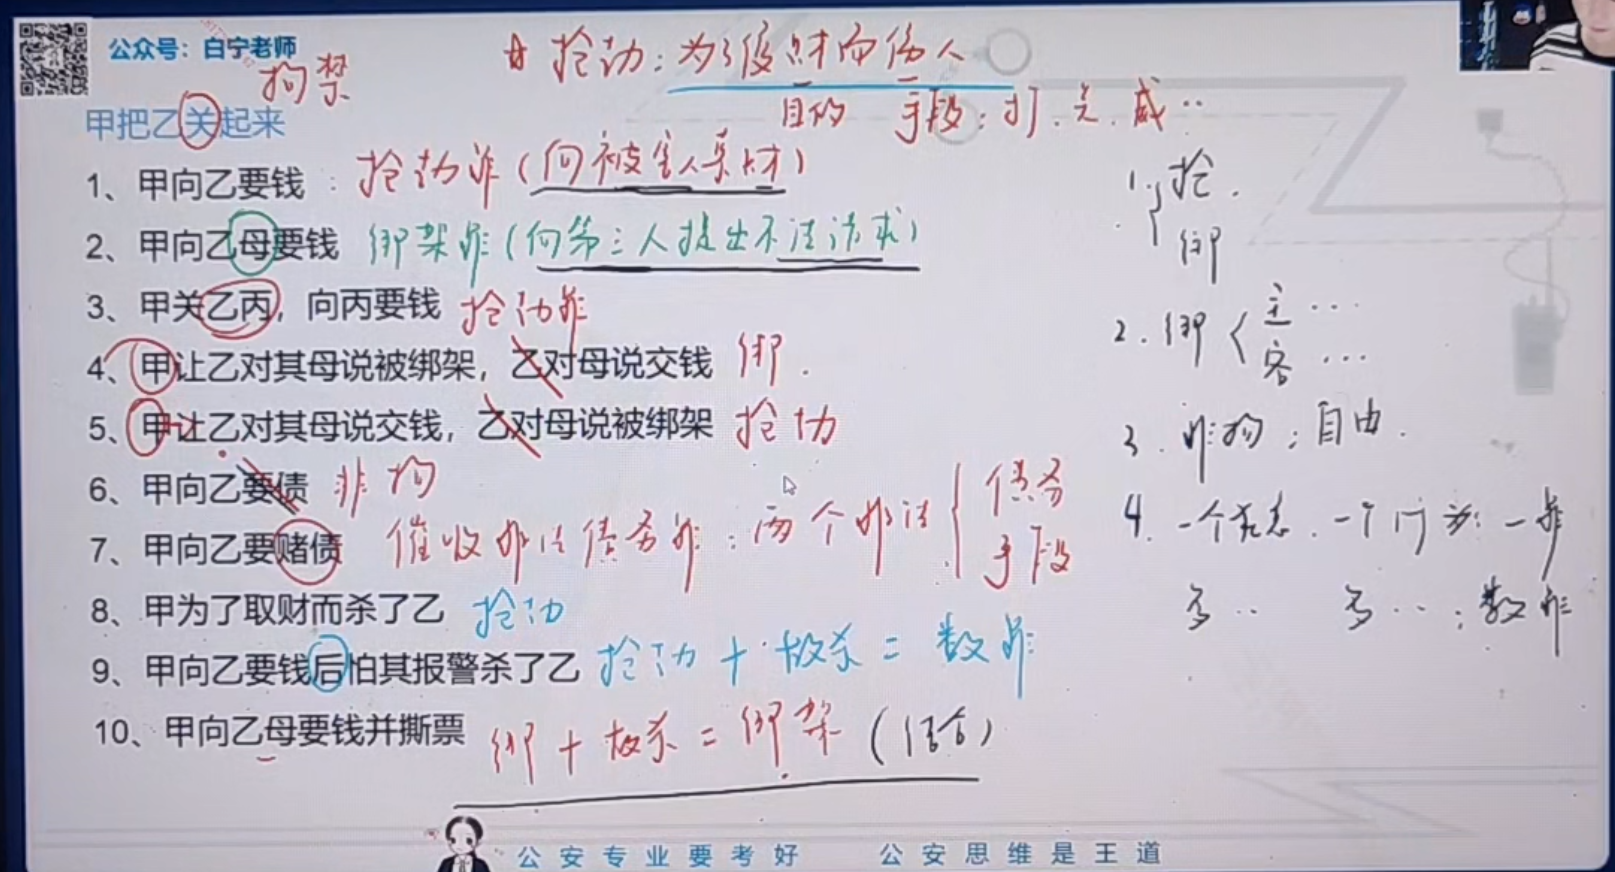 公众号：白宁老师
拘禁
抢劫：为了谋财而伤人
目的 手段：打.关.威..
甲把乙关起来
1、甲向乙要钱：抢劫罪（向被害人要财）
2、甲向乙母要钱 绑架罪（向第三人提出不法请求）
3、甲关乙丙，向丙要钱 抢劫罪
4、甲让乙对其母说被绑架，乙对母说交钱 绑.
5、甲让乙对其母说交钱，乙对母说被绑架 抢劫
6、甲向乙要债 非拘
7、甲向乙要赌债 催收非法债务罪：两个非法 债务 手段
8、甲为了取财而杀了乙 抢劫
9、甲向乙要钱后怕其报警杀了乙 抢劫+故杀=数罪
10、甲向乙母要钱并撕票 绑+故杀=绑架（结合）
1. 抢.
绑
2.绑 主...
客...
3.非拘：自由.
4.一个犯意.一个行为：一罪
多.. 多...：数罪
公安专业要考好 公安思维是王道